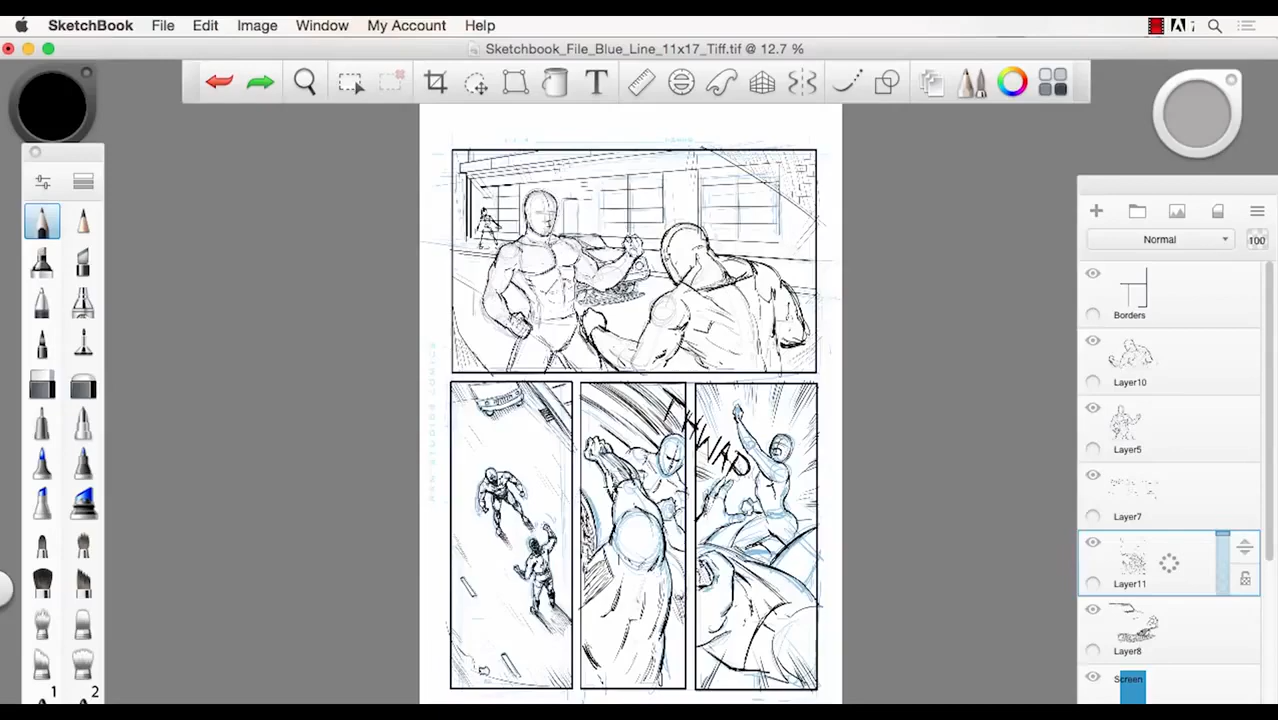 SketchBook File Edit Image Window My Account Help
Sketchbook_File_Blue_Line_11x17_Tiff.tif @ 12.7 %
T
Normal 100
Borders
Layer10
Layer5
Layer7
Layer11
Layer8
Screen
THWAP
1 2